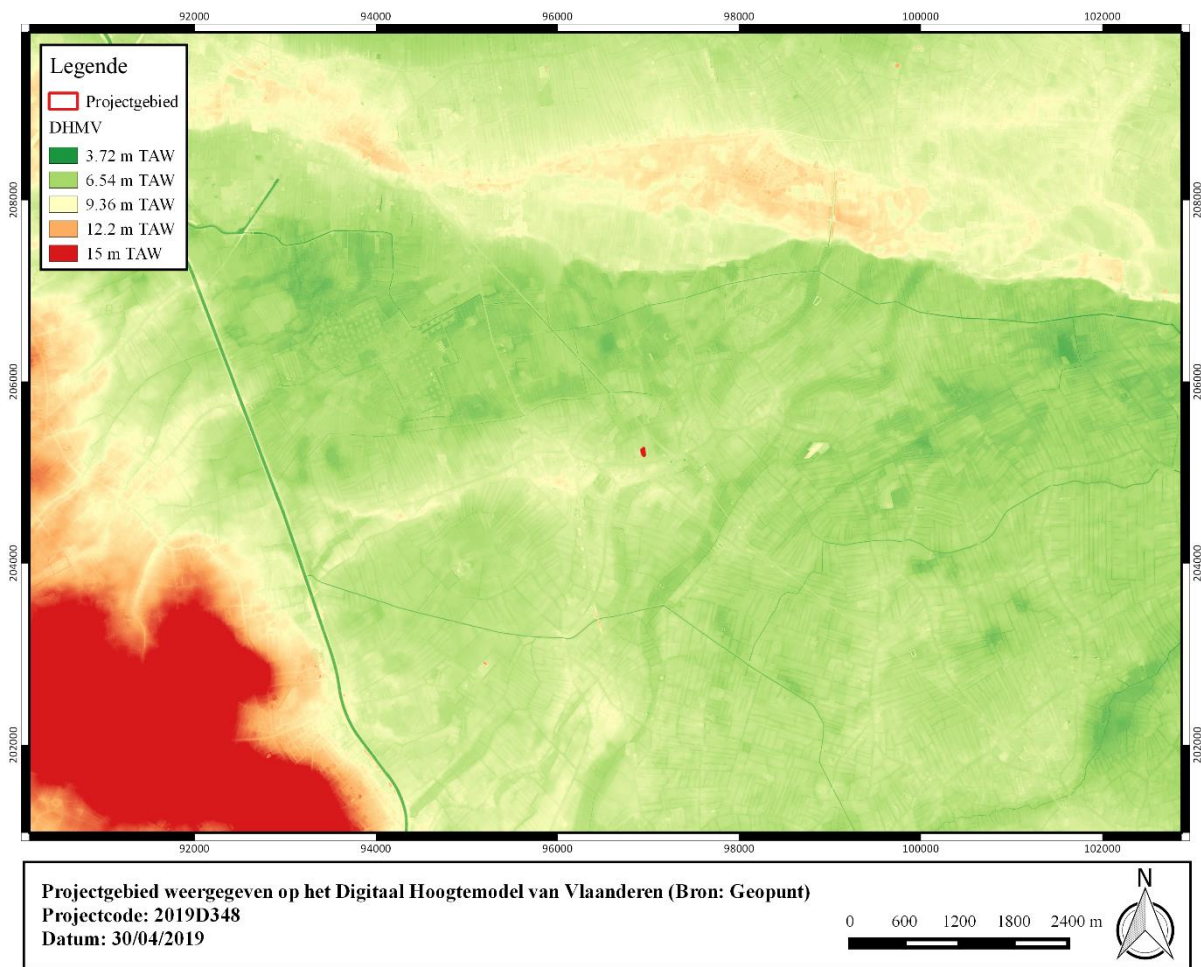 92000 94000 96000 98000 100000 102000
Legende
Projectgebied
DHMV
3.72 m TAW
6.54 m TAW
9.36 m TAW
12.2 m TAW
15 m TAW
208000 208000
206000 206000
204000 204000
202000 202000
92000 94000 96000 98000 100000 102000
Projectgebied weergegeven op het Digitaal Hoogtemodel van Vlaanderen (Bron: Geopunt)
Projectcode: 2019D348
Datum: 30/04/2019
0 600 1200 1800 2400 m
N